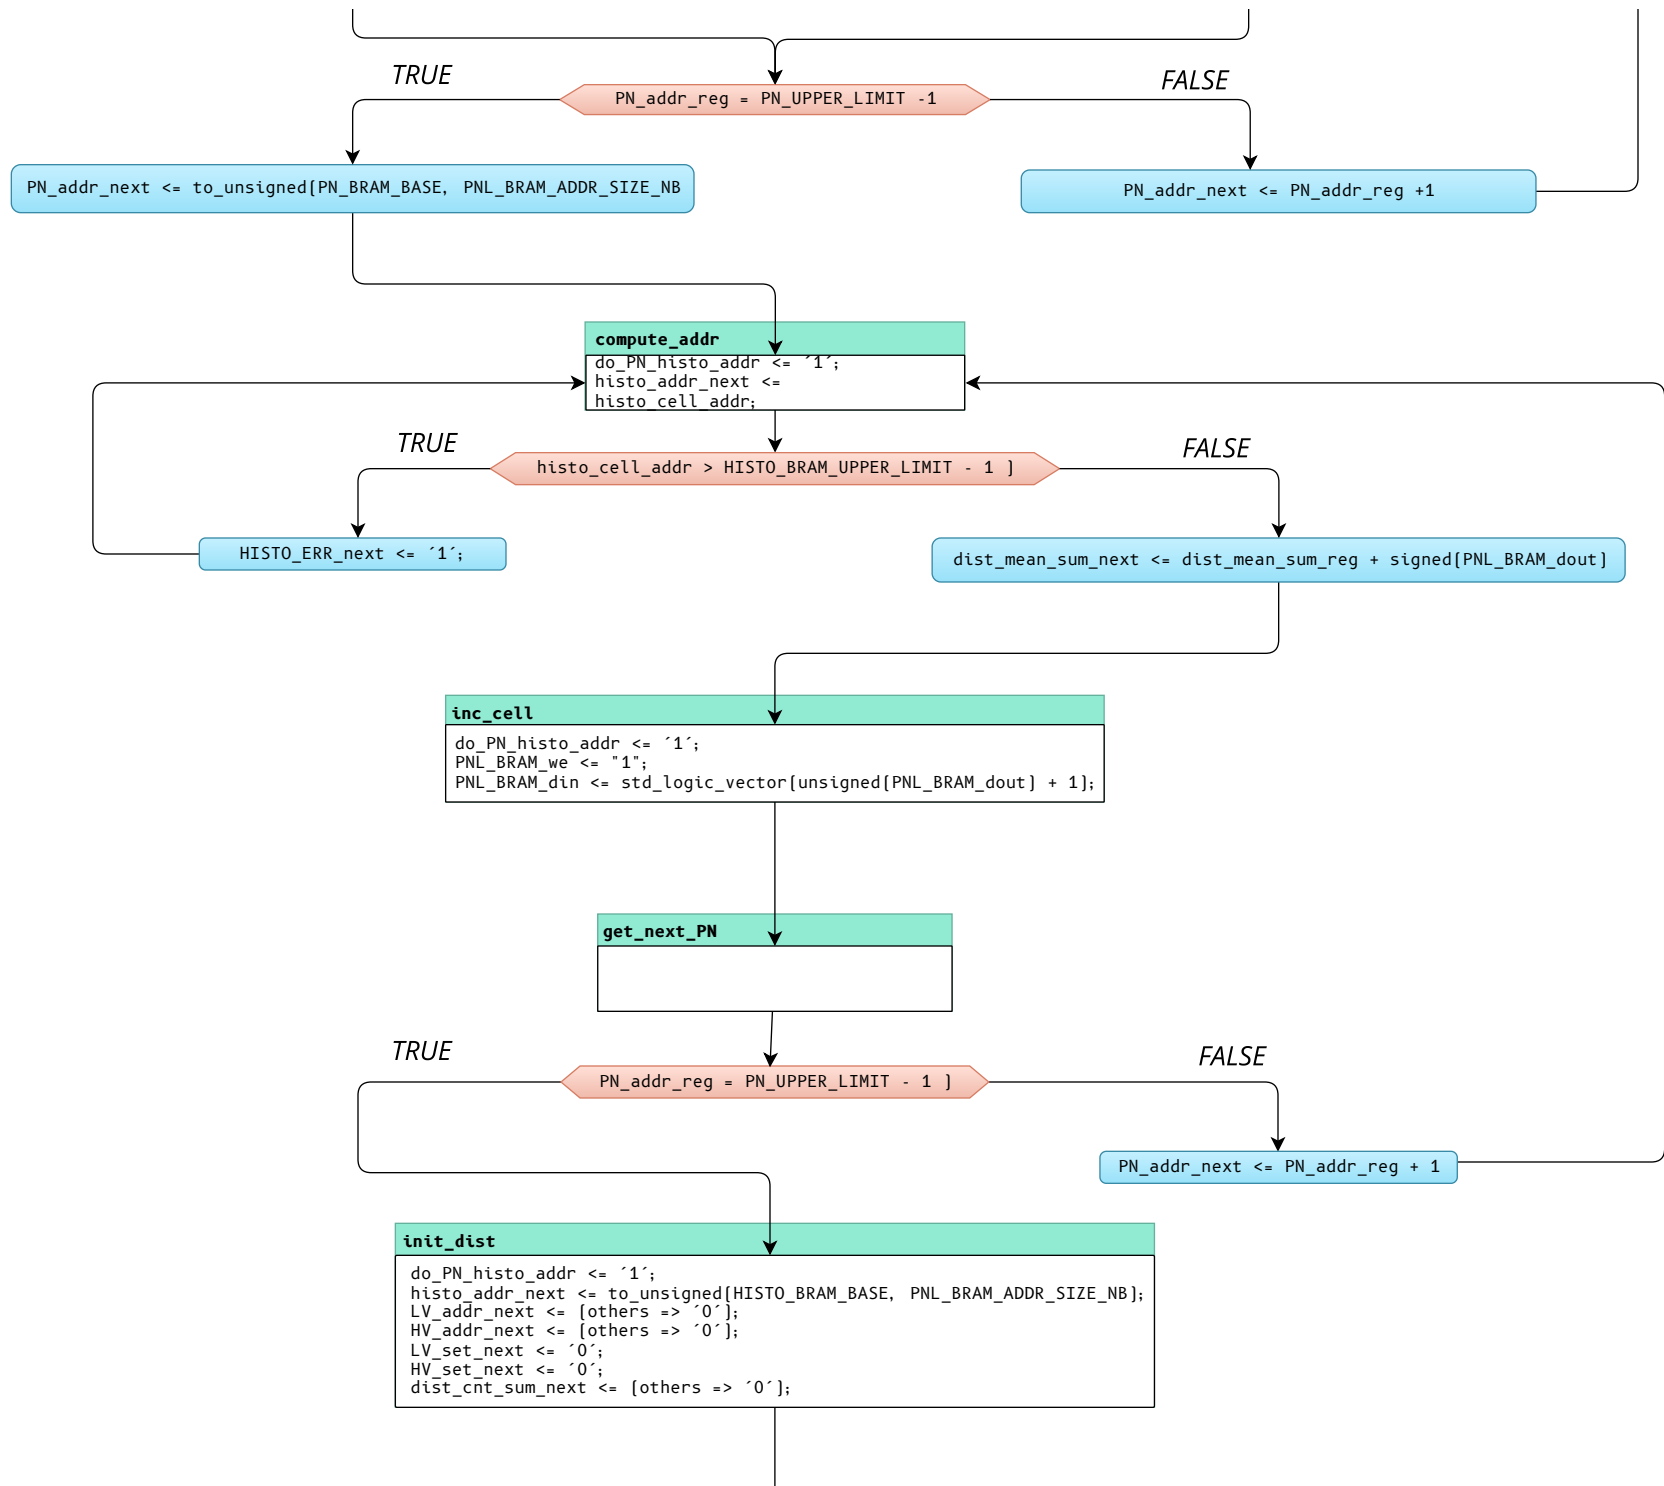 TRUE
FALSE
PN_addr_reg = PN_UPPER_LIMIT -1
PN_addr_next <= to_unsigned(PN_BRAM_BASE, PNL_BRAM_ADDR_SIZE_NB
PN_addr_next <= PN_addr_reg +1
compute_addr
do_PN_histo_addr <= ´1´;
histo_addr_next <=
histo_cell_addr;
TRUE
FALSE
histo_cell_addr > HISTO_BRAM_UPPER_LIMIT - 1 )
HISTO_ERR_next <= ´1´;
dist_mean_sum_next <= dist_mean_sum_reg + signed(PNL_BRAM_dout)
inc_cell
do_PN_histo_addr <= ´1´;
PNL_BRAM_we <= "1";
PNL_BRAM_din <= std_logic_vector(unsigned(PNL_BRAM_dout) + 1);
get_next_PN
TRUE
FALSE
PN_addr_reg = PN_UPPER_LIMIT - 1 )
PN_addr_next <= PN_addr_reg + 1
init_dist
do_PN_histo_addr <= ´1´;
histo_addr_next <= to_unsigned(HISTO_BRAM_BASE, PNL_BRAM_ADDR_SIZE_NB);
LV_addr_next <= (others => ´0´);
HV_addr_next <= (others => ´0´);
LV_set_next <= ´0´;
HV_set_next <= ´0´;
dist_cnt_sum_next <= (others => ´0´);